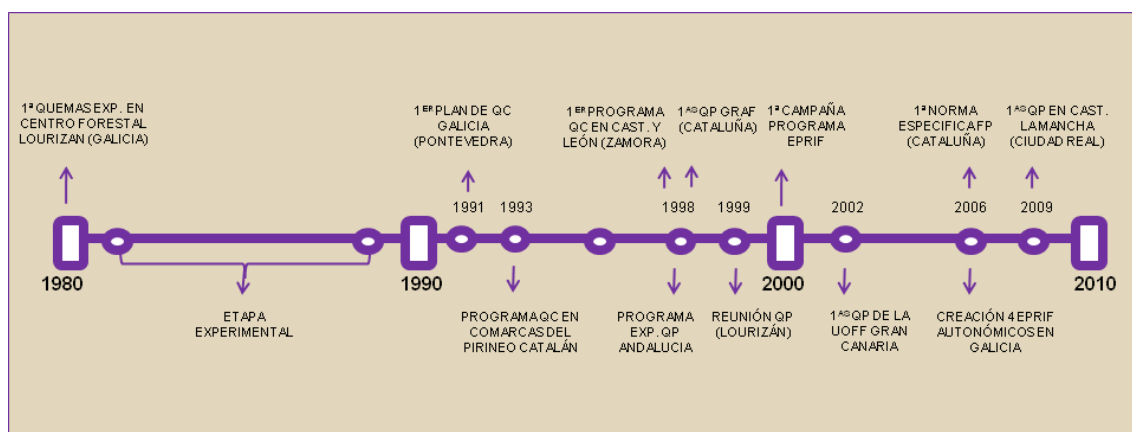 1ª QUEMAS EXP. EN
CENTRO FORESTAL
LOURIZAN (GALICIA)
1ER PLAN DE QC
GALICIA
(PONTEVEDRA)
1ER PROGRAMA
QC EN CAST. Y
LEÓN (ZAMORA)
1AS QP GRAF
(CATALUÑA)
1ª CAMPAÑA
PROGRAMA
EPRIF
1ª NORMA
ESPECIFICA FP
(CATALUÑA)
1AS QP EN CAST.
LA MANCHA
(CIUDAD REAL)
1991
1993
1998
1999
2002
2006
2009
1980
1990
2000
2010
ETAPA
EXPERIMENTAL
PROGRAMA QC EN
COMARCAS DEL
PIRINEO CATALÁN
PROGRAMA
EXP. QP
ANDALUCIA
REUNIÓN QP
(LOURIZÁN)
1AS QP DE LA
UOFF GRAN
CANARIA
CREACIÓN 4 EPRIF
AUTONÓMICOS EN
GALICIA